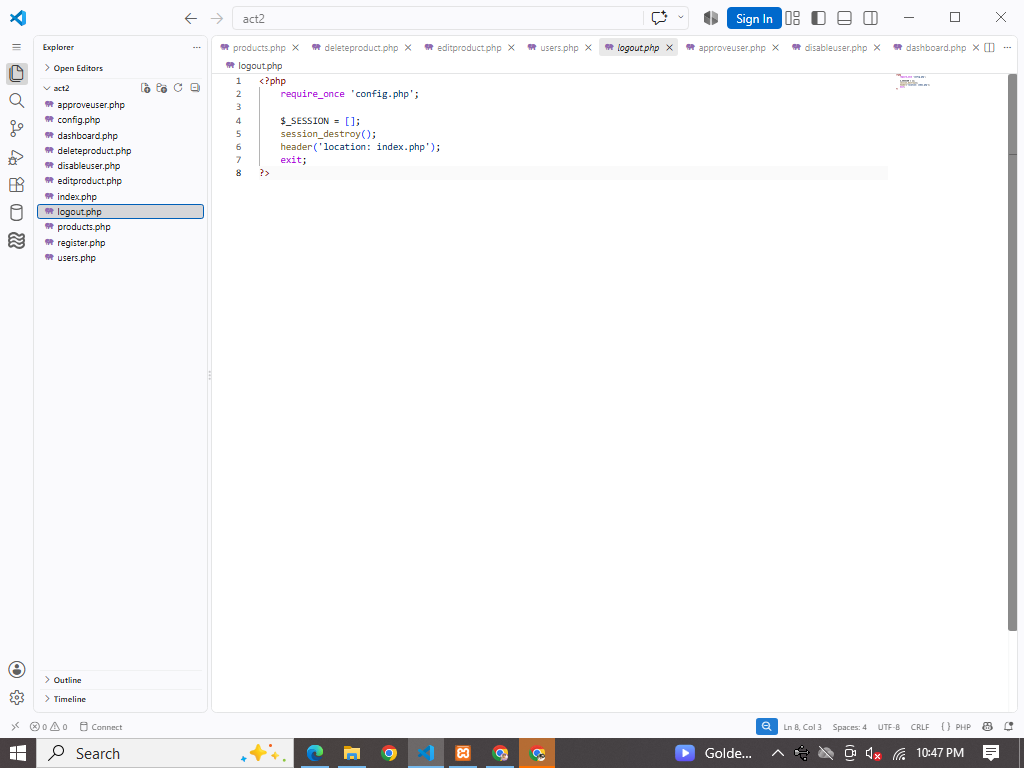 act2
Sign In
Explorer
Open Editors
act2
approveuser.php
config.php
dashboard.php
deleteproduct.php
disableuser.php
editproduct.php
index.php
logout.php
products.php
register.php
users.php
Outline
Timeline
products.php deleteproduct.php editproduct.php users.php logout.php approveuser.php disableuser.php dashboard.php
logout.php
1 <?php
2 require_once 'config.php';
3
4 $_SESSION = [];
5 session_destroy();
6 header('location: index.php');
7 exit;
8 ?>
0 0 Connect
Ln 8, Col 3 Spaces: 4 UTF-8 CRLF { } PHP
Search
Golde...
10:47 PM